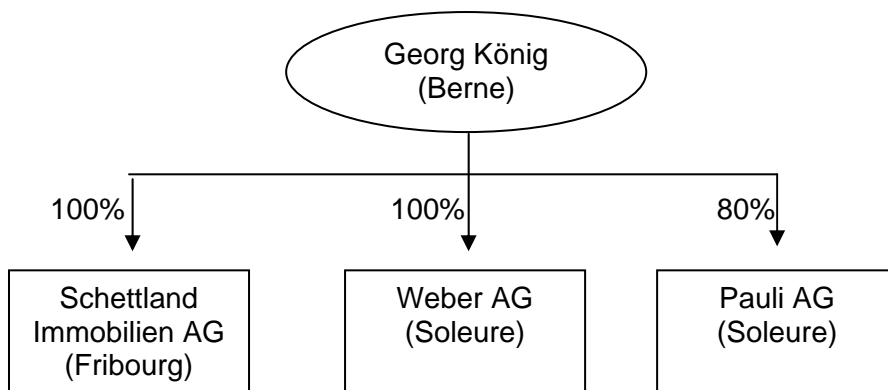 Georg König
(Berne)
100%
100%
80%
Schettland
Immobilien AG
(Fribourg)
Weber AG
(Soleure)
Pauli AG
(Soleure)